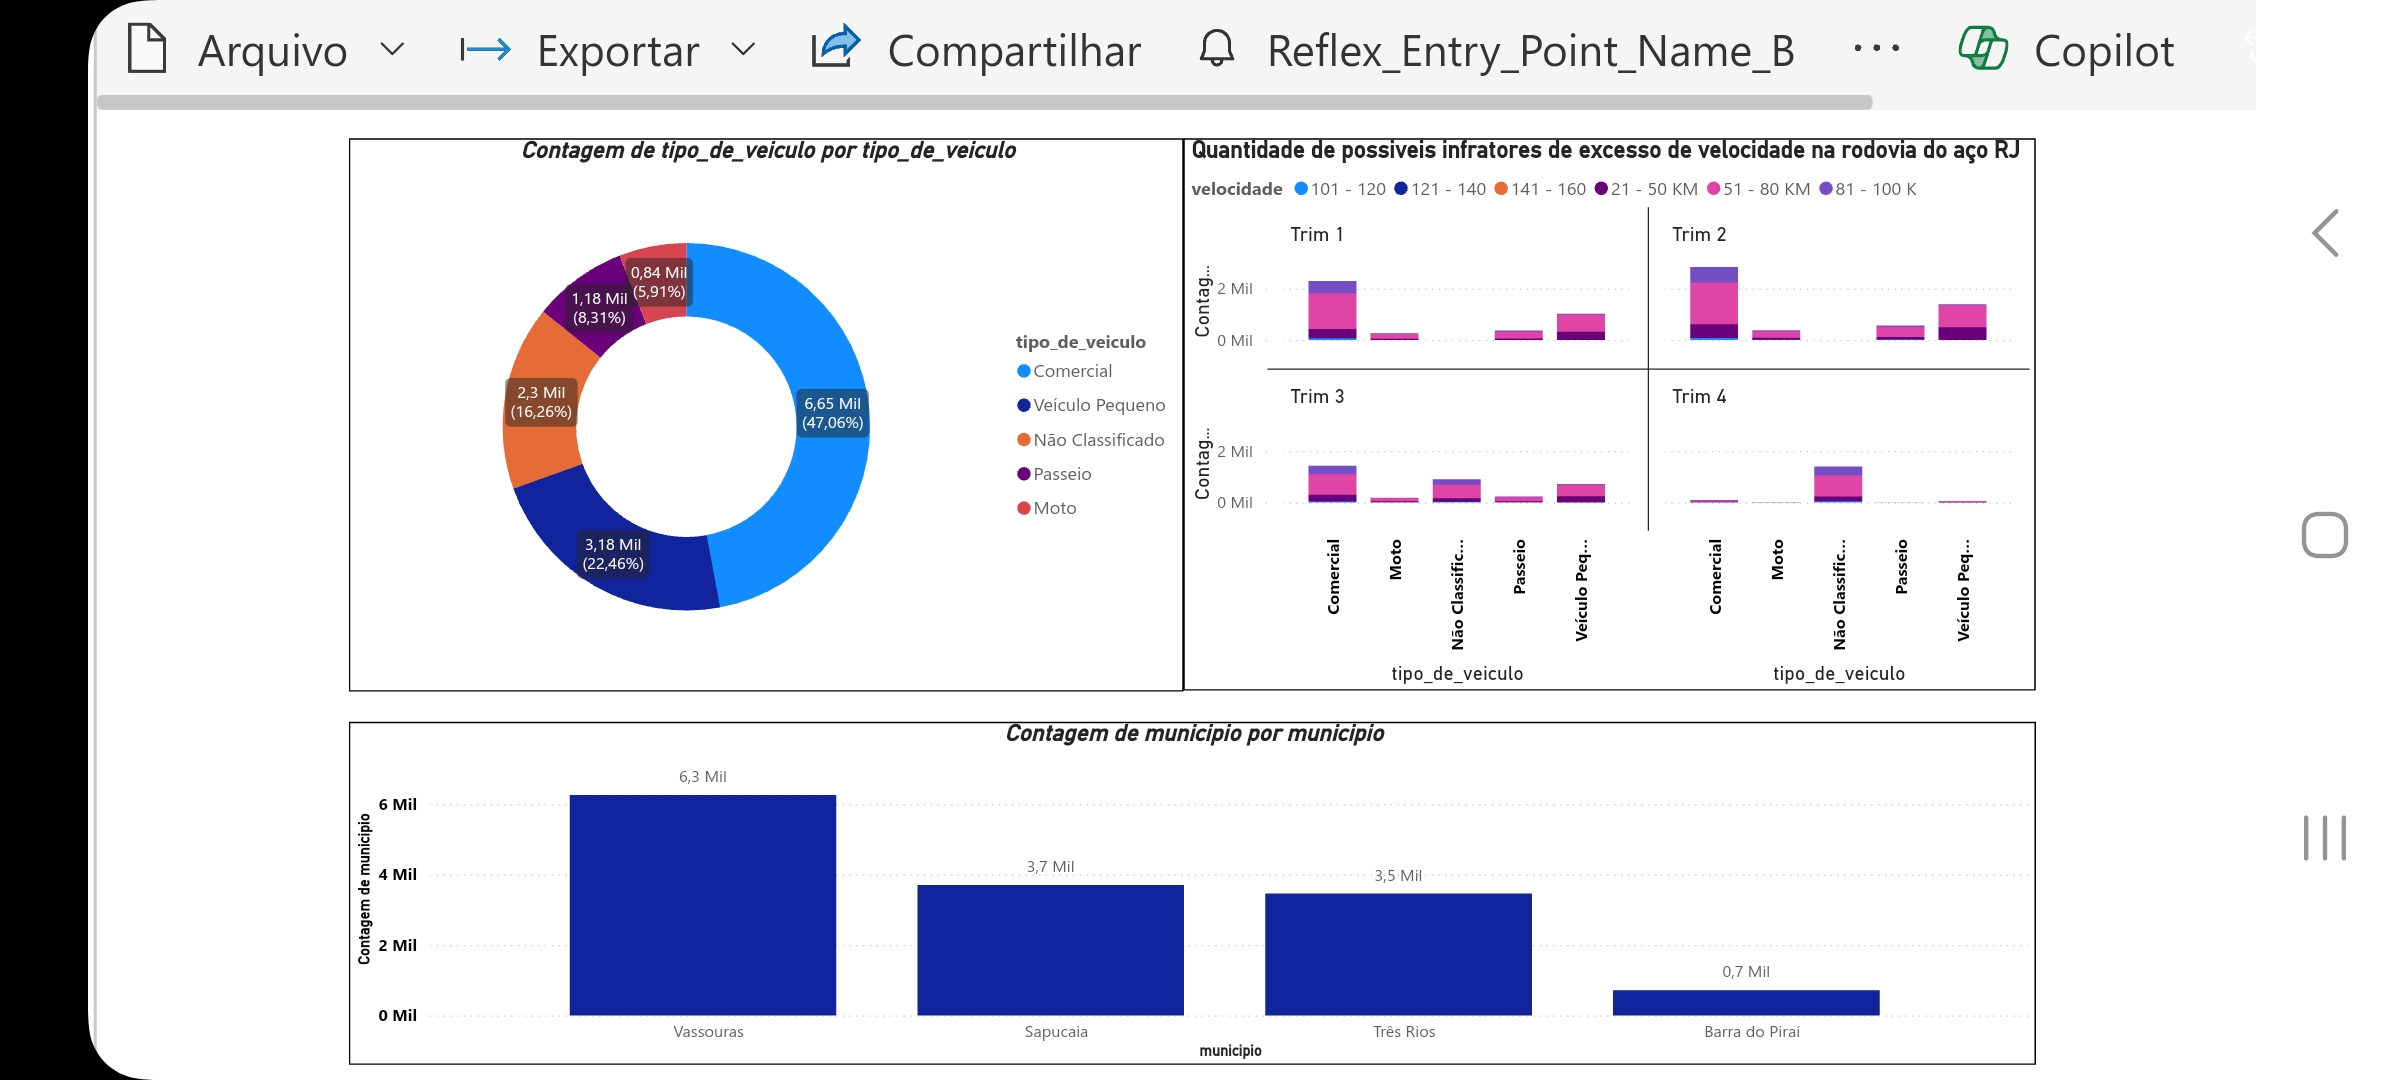 Arquivo Exportar Compartilhar Reflex_Entry_Point_Name_B ... Copilot
Contagem de tipo_de_veiculo por tipo_de_veiculo
0,84 Mil
(5,91%)
1,18 Mil
(8,31%)
2,3 Mil
(16,26%)
6,65 Mil
(47,06%)
3,18 Mil
(22,46%)
tipo_de_veiculo
Comercial
Veículo Pequeno
Não Classificado
Passeio
Moto
Quantidade de possiveis infratores de excesso de velocidade na rodovia do aço RJ
velocidade 101 - 120 121 - 140 141 - 160 21 - 50 KM 51 - 80 KM 81 - 100 K
Trim 1
Contag...
2 Mil
0 Mil
Trim 2
Trim 3
Contag...
2 Mil
0 Mil
Trim 4
Comercial
Moto
Não Classific...
Passeio
Veículo Peq...
tipo_de_veiculo
Comercial
Moto
Não Classific...
Passeio
Veículo Peq...
tipo_de_veiculo
Contagem de municipio por municipio
Contagem de municipio
6 Mil
4 Mil
2 Mil
0 Mil
6,3 Mil
3,7 Mil
3,5 Mil
0,7 Mil
Vassouras
Sapucaia
Três Rios
Barra do Piraí
municipio